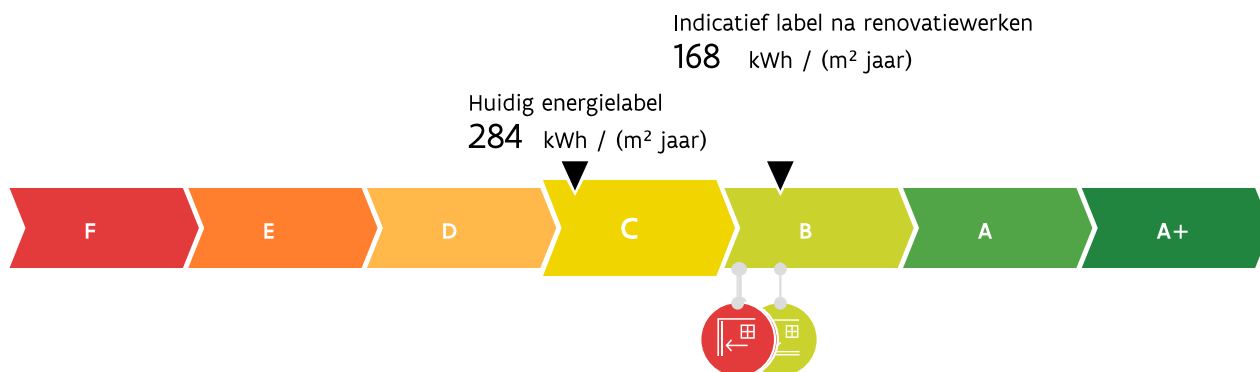 Indicatief label na renovatiewerken
168 kWh / (m² jaar)
Huidig energielabel
284 kWh / (m² jaar)
F E D C B A A+